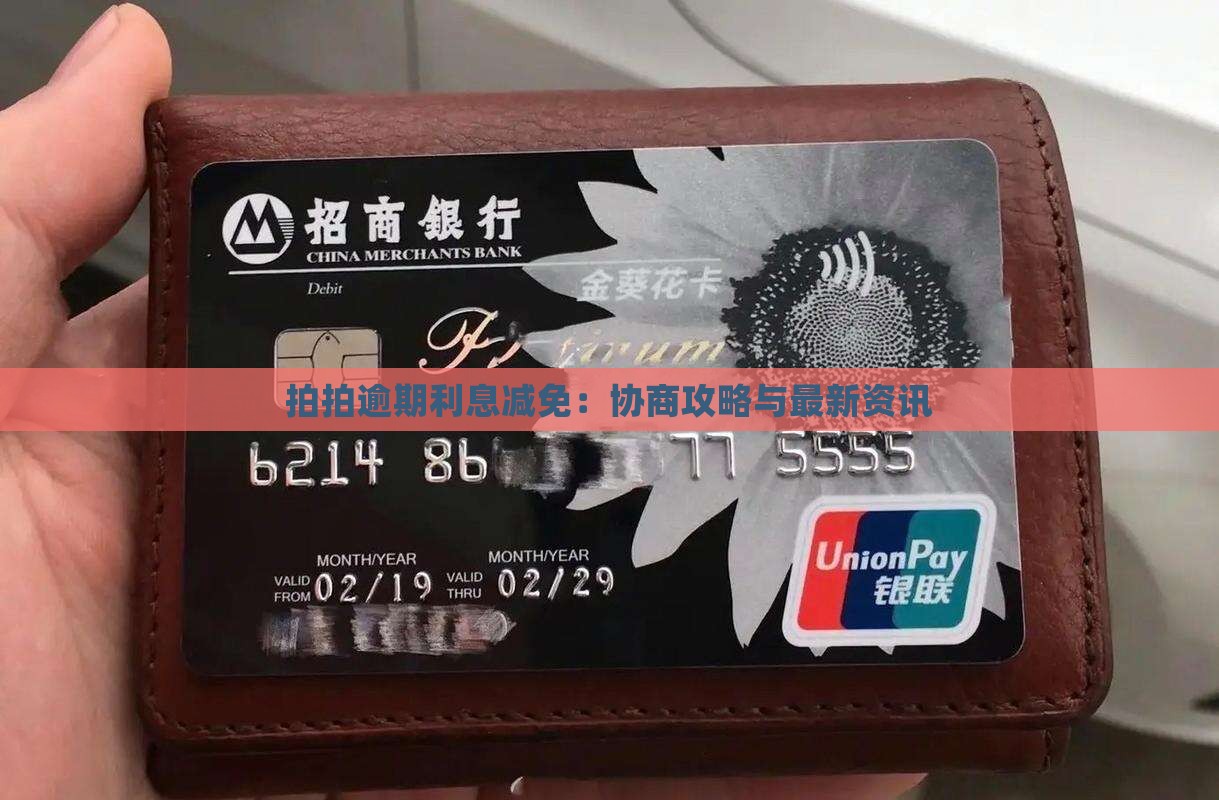 招商銀行
CHINA MERCHANTS BANK
Debit
金葵花卡
拍拍逾期利息减免：协商攻略与最新资讯
6214 86 77 5555
MONTH/YEAR MONTH/YEAR
VALID FROM 02/19 VALID THRU 02/29
UnionPay
银联